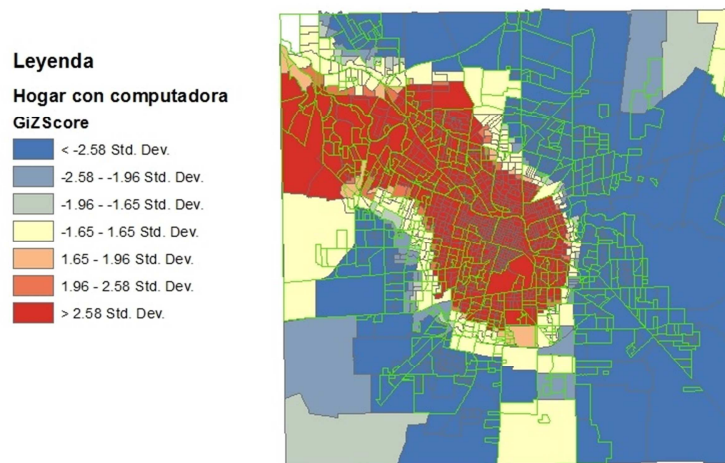 Leyenda
Hogar con computadora
GiZScore
< -2.58 Std. Dev.
-2.58 - -1.96 Std. Dev.
-1.96 - -1.65 Std. Dev.
-1.65 - 1.65 Std. Dev.
1.65 - 1.96 Std. Dev.
1.96 - 2.58 Std. Dev.
> 2.58 Std. Dev.